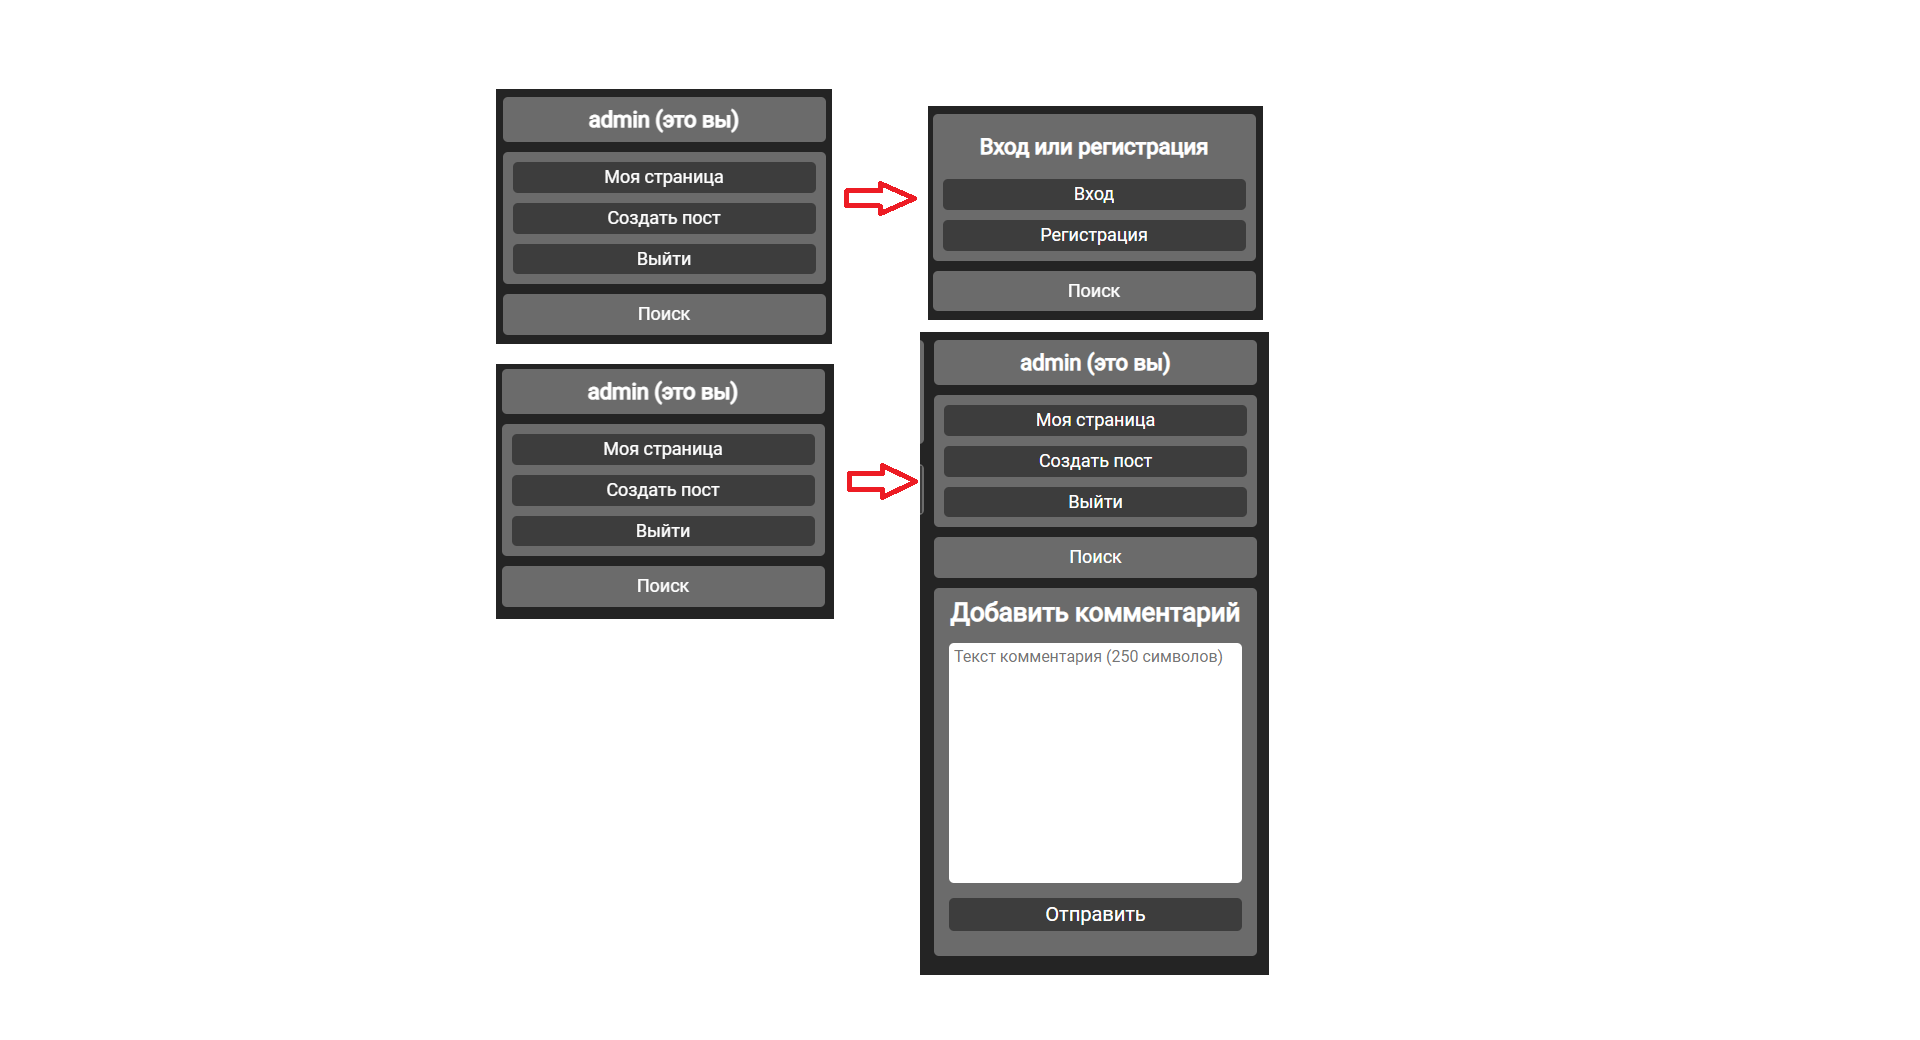 admin (это вы)
Моя страница
Создать пост
Выйти
Поиск
Вход или регистрация
Вход
Регистрация
Поиск
admin (это вы)
Моя страница
Создать пост
Выйти
Поиск
admin (это вы)
Моя страница
Создать пост
Выйти
Поиск
Добавить комментарий
Текст комментария (250 символов)
Отправить